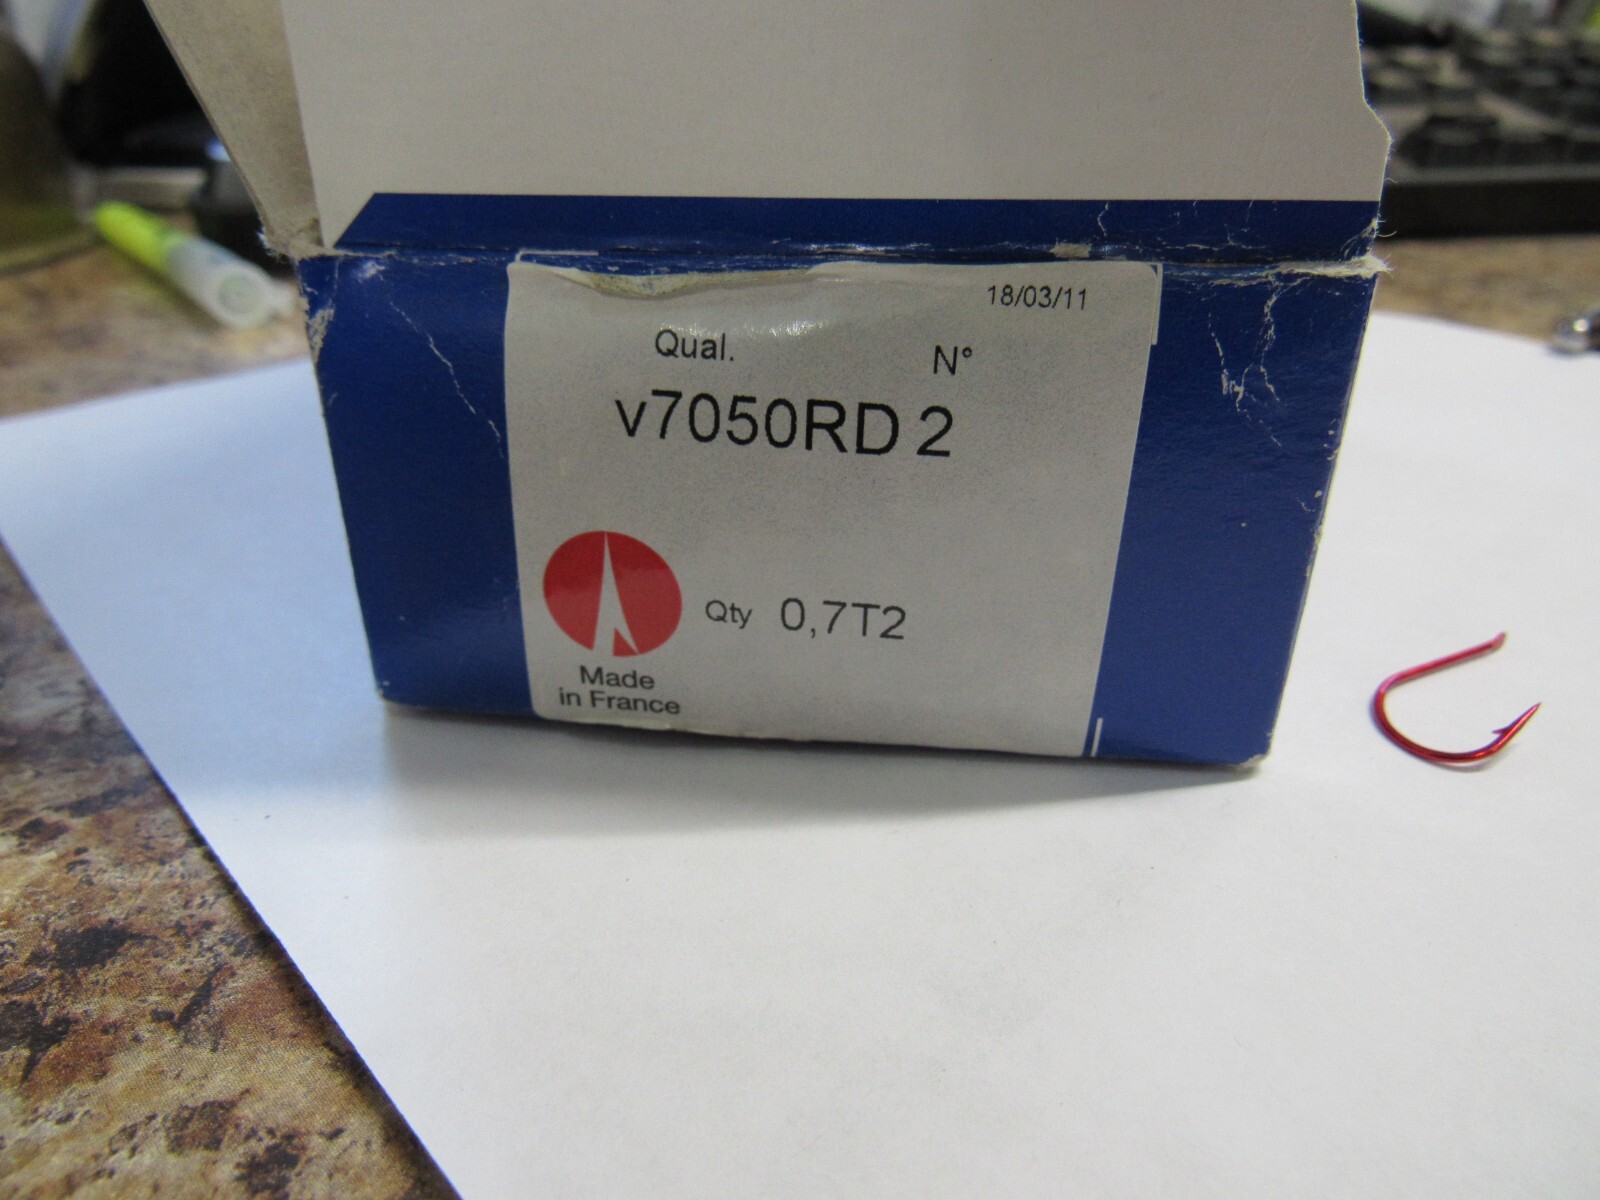 18/03/11
Qual. N°
v7050RD 2
Qty 0,7T2
Made
in France